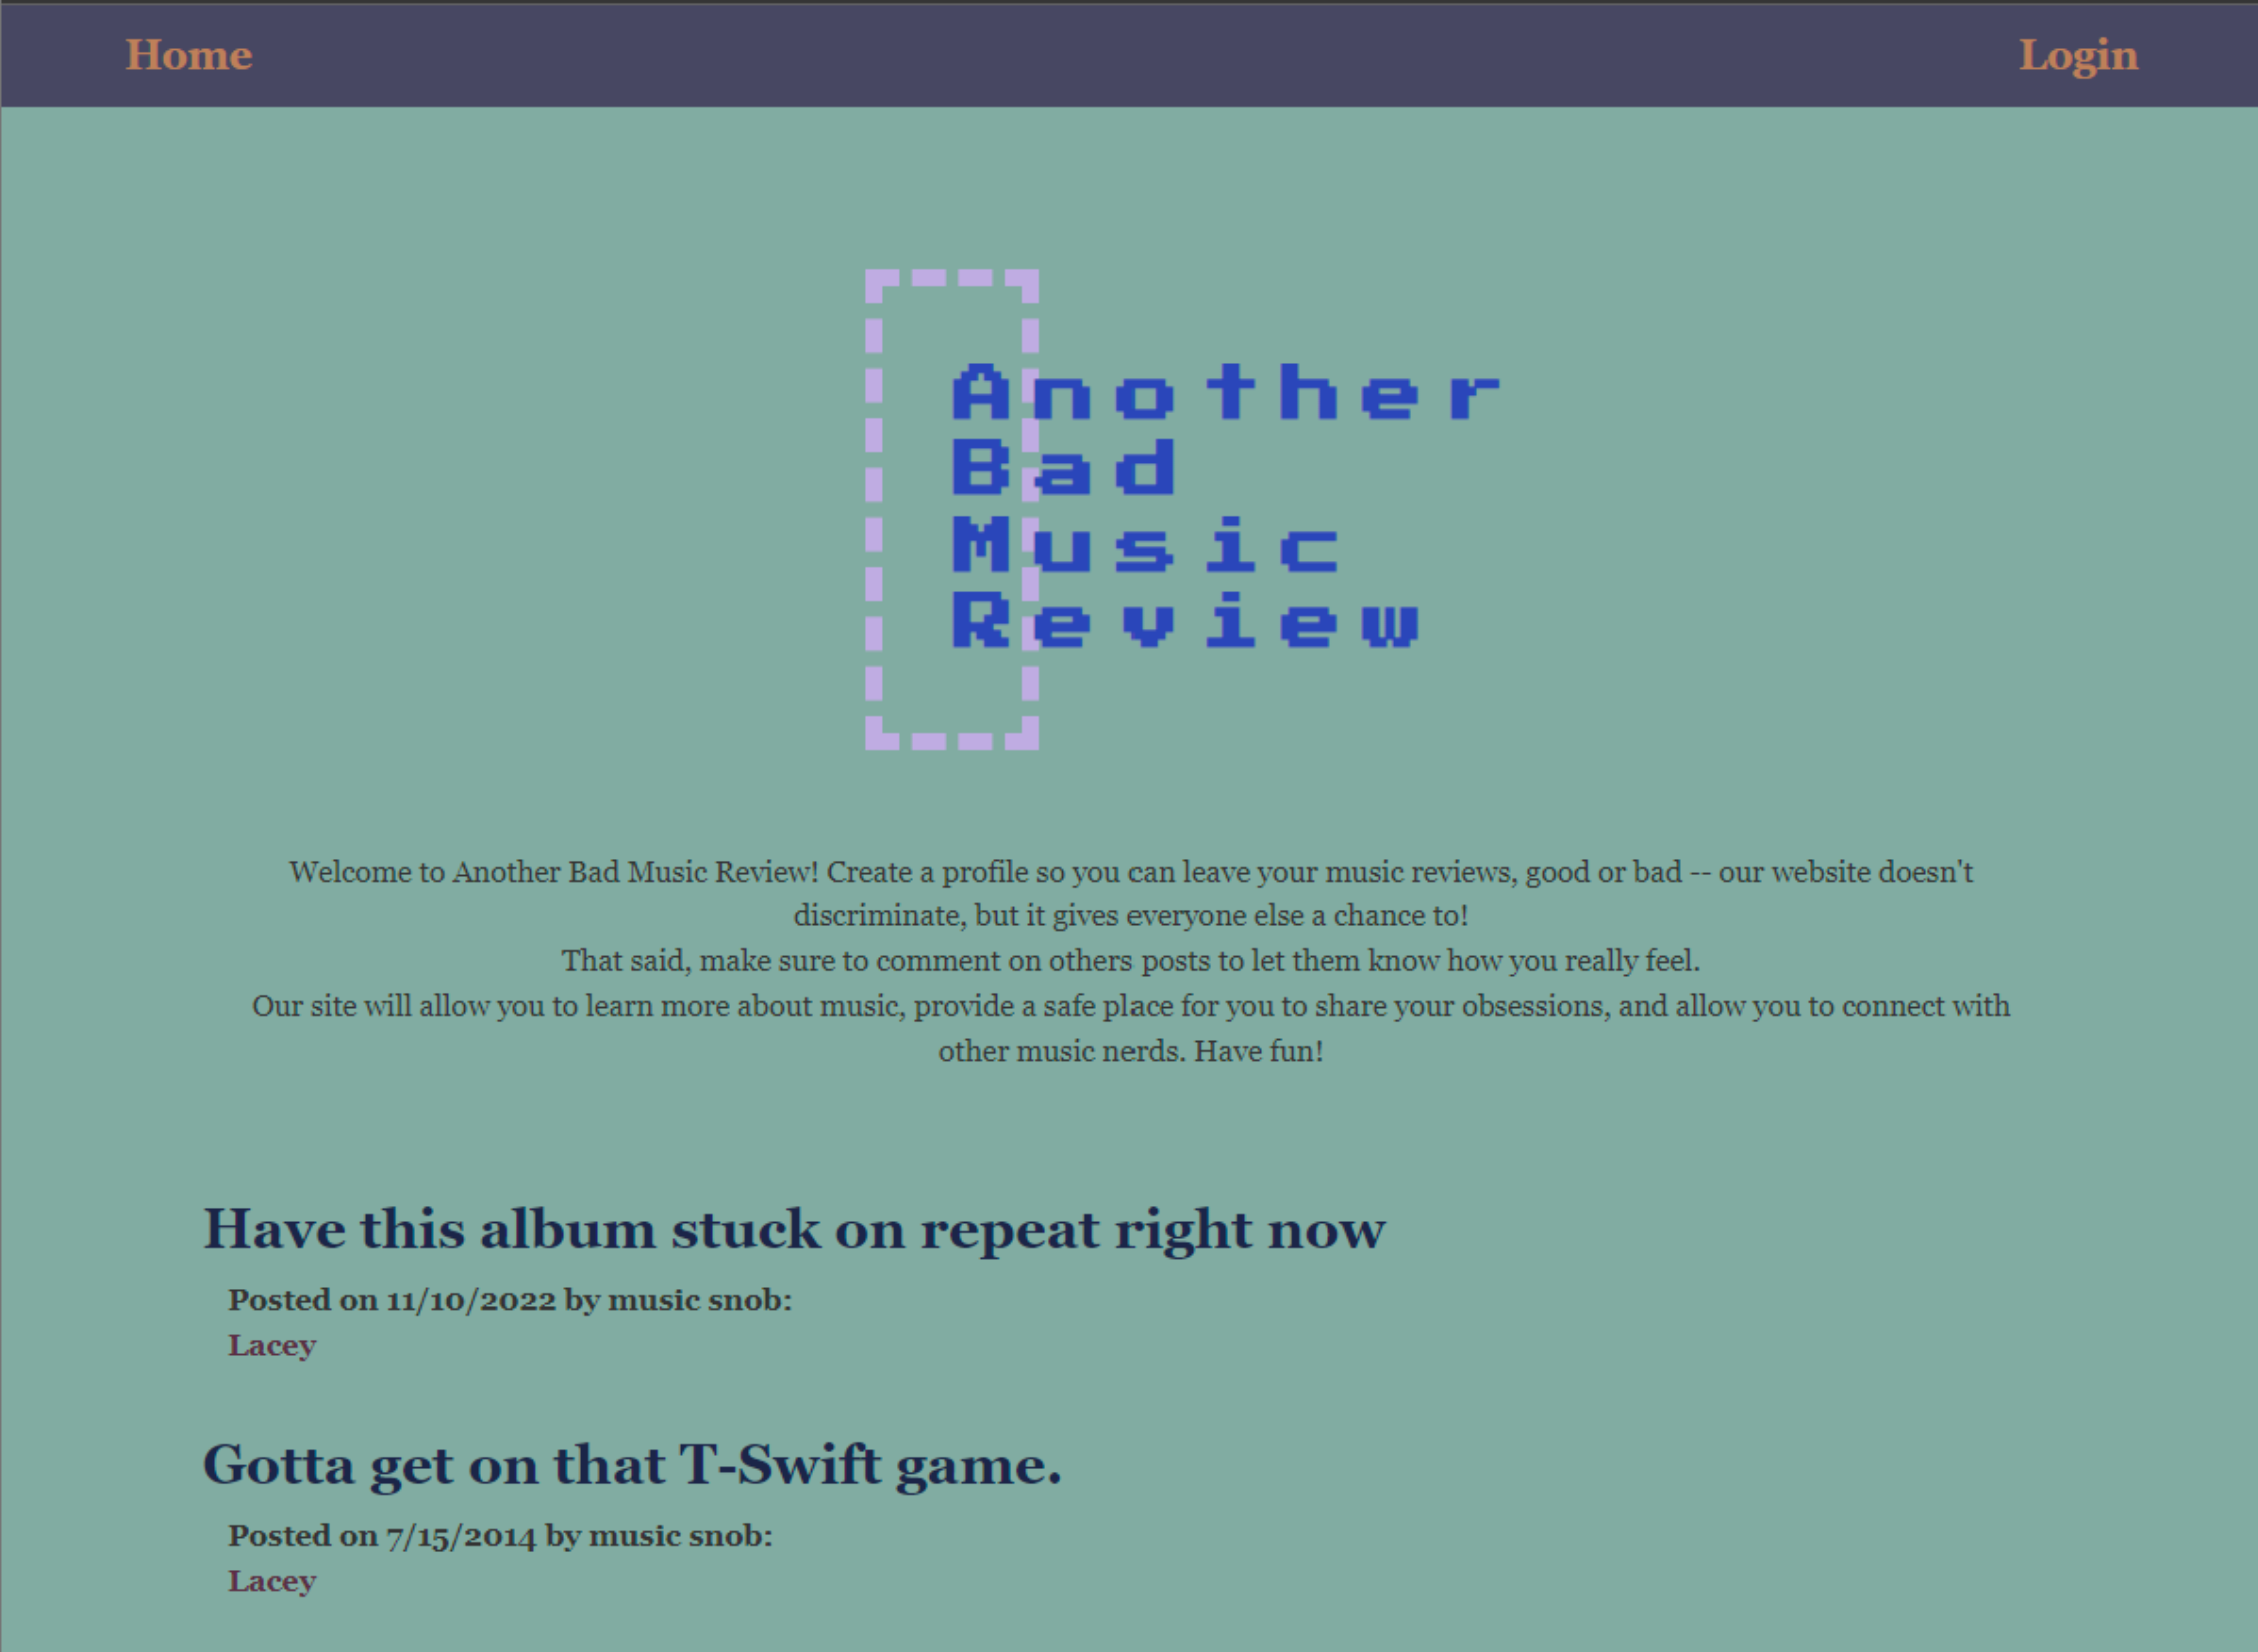 Home
Login
Another
Bad
Music
Review
Welcome to Another Bad Music Review! Create a profile so you can leave your music reviews, good or bad -- our website doesn't
discriminate, but it gives everyone else a chance to!
That said, make sure to comment on others posts to let them know how you really feel.
Our site will allow you to learn more about music, provide a safe place for you to share your obsessions, and allow you to connect with
other music nerds. Have fun!
Have this album stuck on repeat right now
Posted on 11/10/2022 by music snob:
Lacey
Gotta get on that T-Swift game.
Posted on 7/15/2014 by music snob:
Lacey